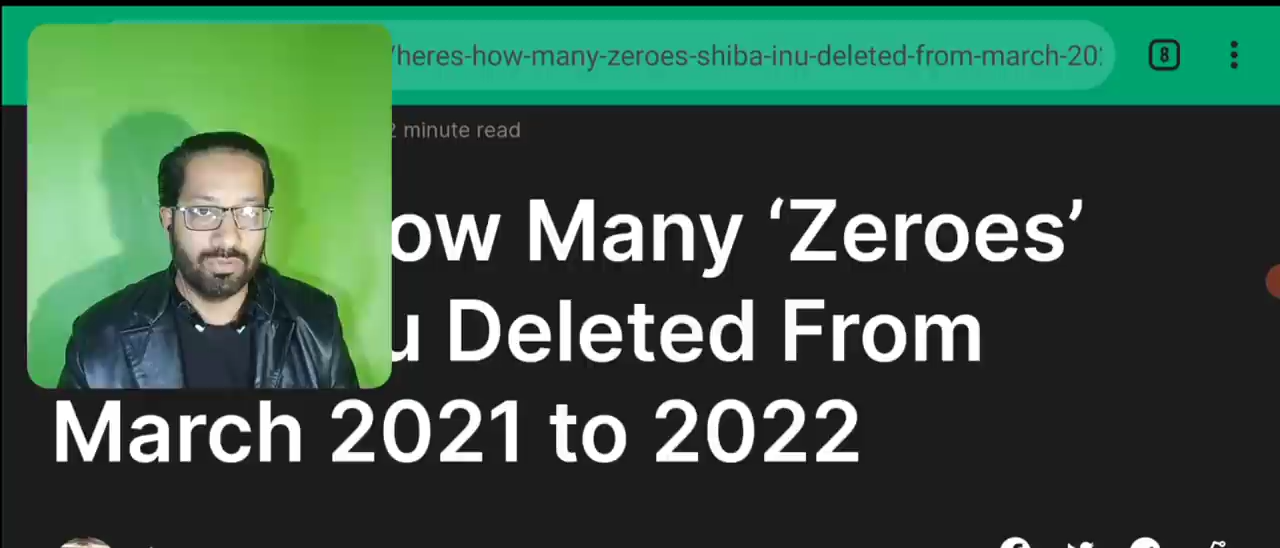 /heres-how-many-zeroes-shiba-inu-deleted-from-march-20
8
2 minute read
ow Many ‘Zeroes’
u Deleted From
March 2021 to 2022